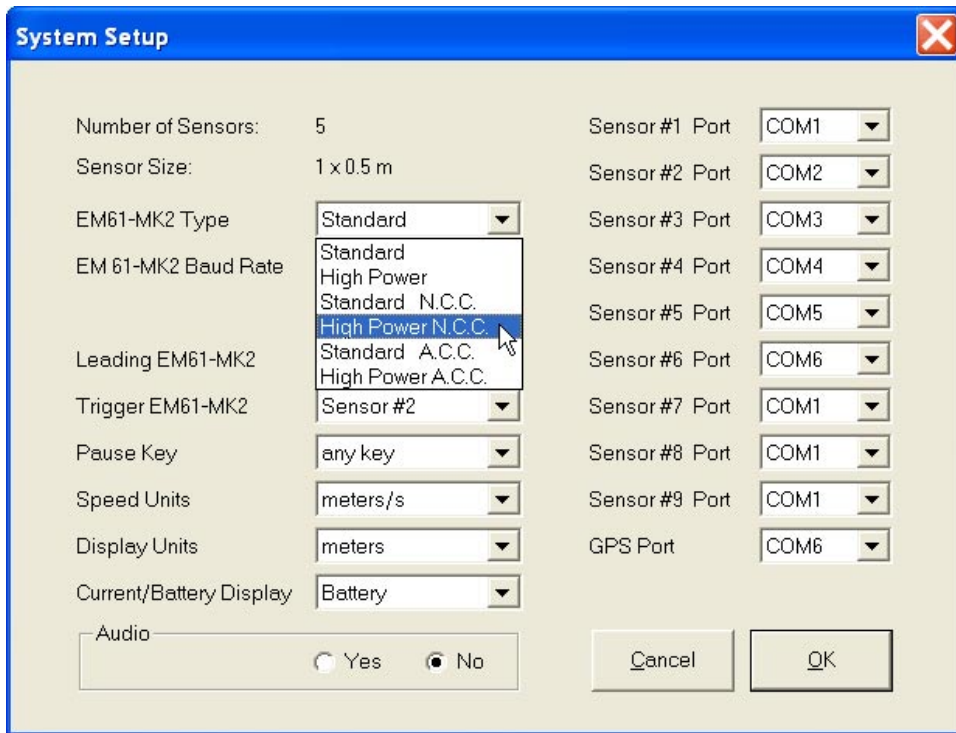 System Setup
Number of Sensors: 5
Sensor Size: 1 x 0.5 m
EM61-MK2 Type Standard
Standard
High Power
Standard N.C.C.
High Power N.C.C.
Standard A.C.C.
High Power A.C.C.
EM 61-MK2 Baud Rate
Leading EM61-MK2
Trigger EM61-MK2 Sensor #2
Pause Key any key
Speed Units meters/s
Display Units meters
Current/Battery Display Battery
Audio
Yes No
Sensor #1 Port COM1
Sensor #2 Port COM2
Sensor #3 Port COM3
Sensor #4 Port COM4
Sensor #5 Port COM5
Sensor #6 Port COM6
Sensor #7 Port COM1
Sensor #8 Port COM1
Sensor #9 Port COM1
GPS Port COM6
Cancel OK